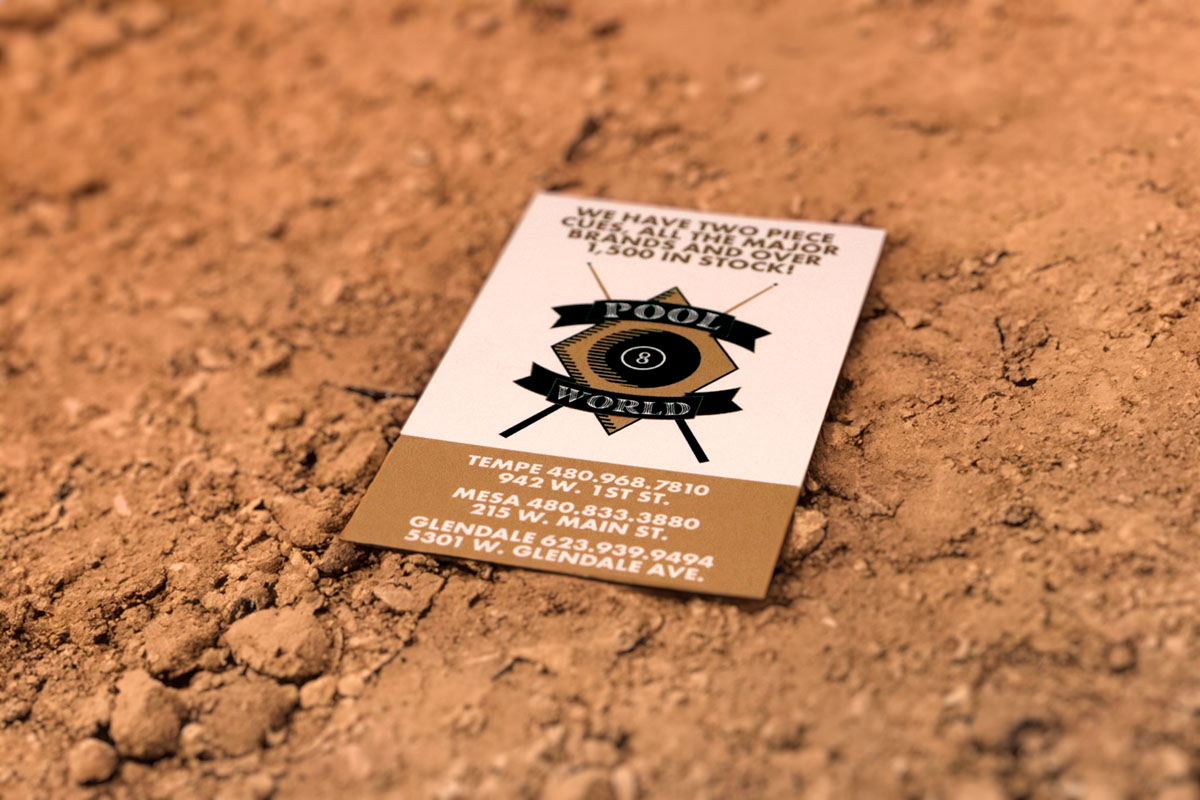 WE HAVE TWO PIECE
CUES, ALL THE MAJOR
BRANDS AND OVER
1,500 IN STOCK!
POOL
8
WORLD
TEMPE 480.968.7810
942 W. 1ST ST.
MESA 480.833.3880
215 W. MAIN ST.
GLENDALE 623.939.9494
5301 W. GLENDALE AVE.